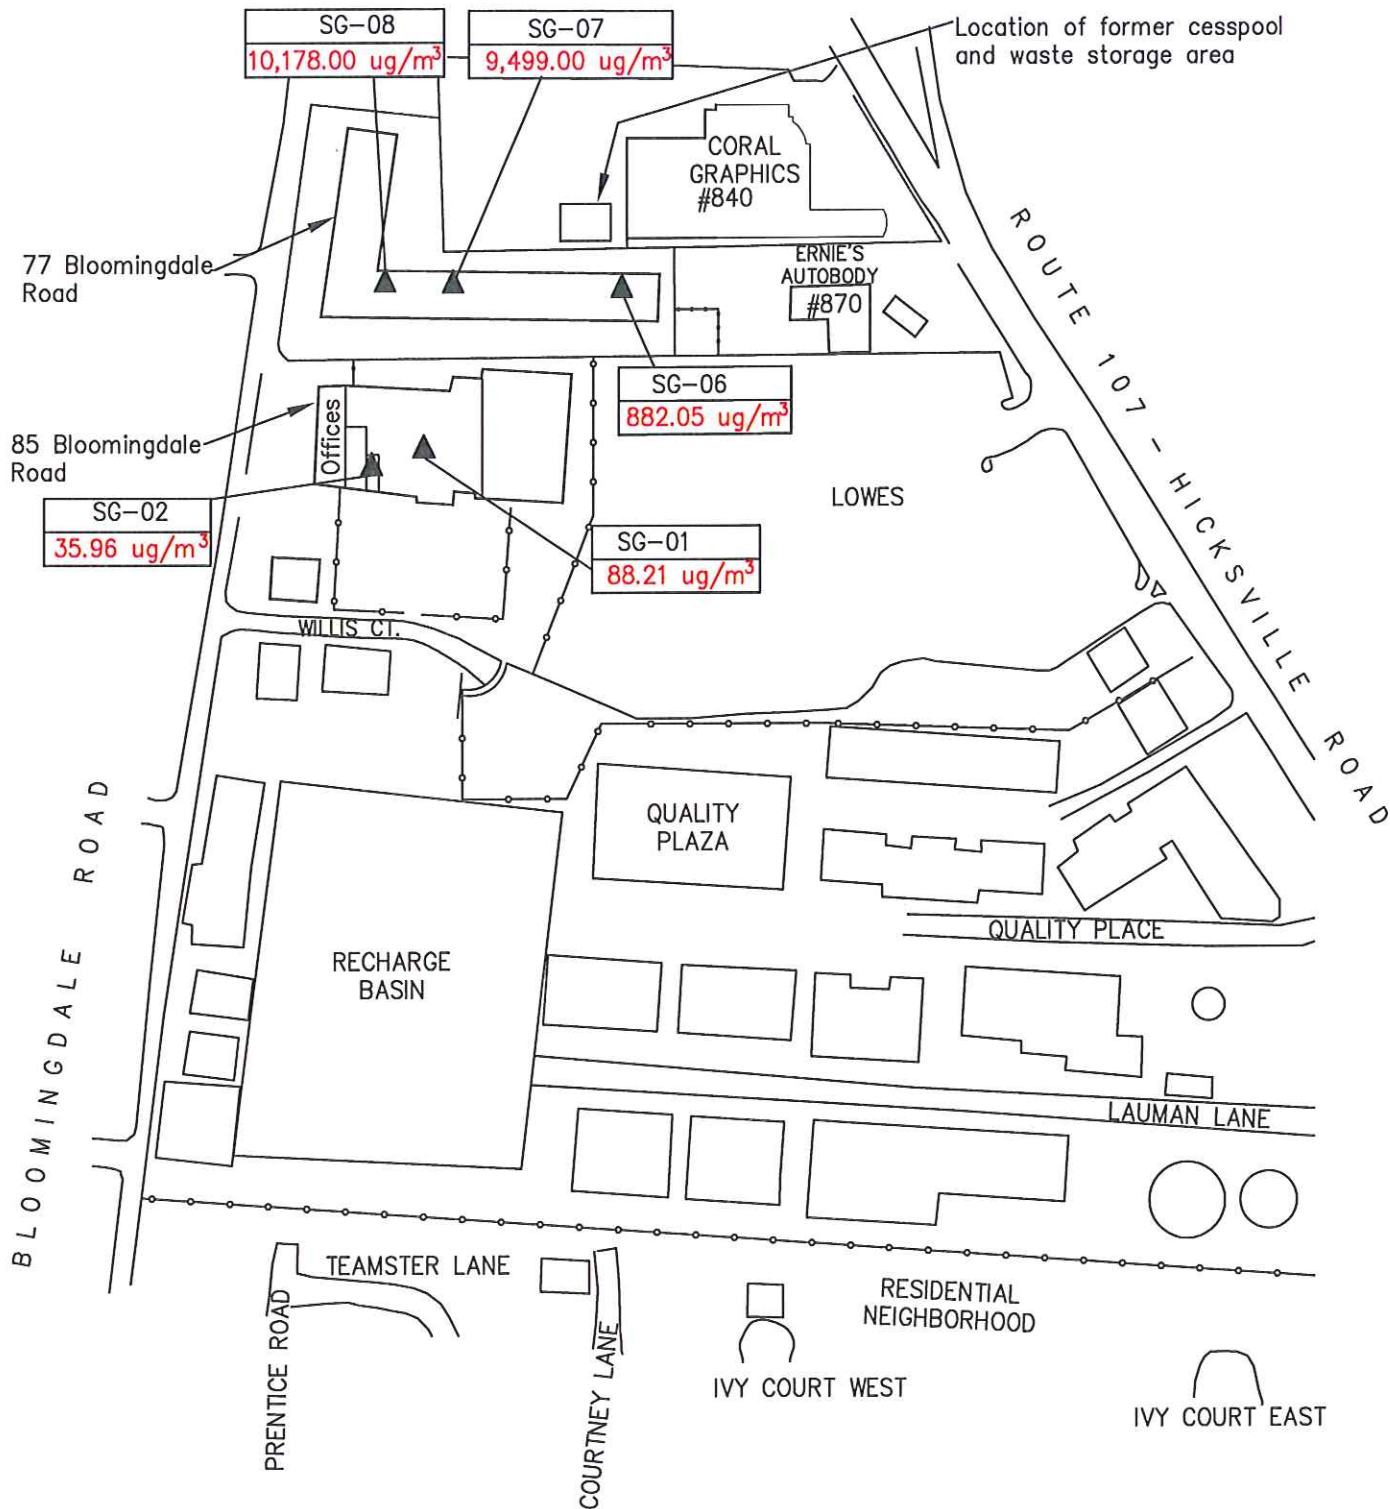 SG-08
10,178.00 ug/m³
SG-07
9,499.00 ug/m³
Location of former cesspool
and waste storage area
CORAL
GRAPHICS
#840
77 Bloomingdale
Road
ERNIE'S
AUTOBODY
#870
ROUTE 107 - HICKSVILLE ROAD
SG-06
882.05 ug/m³
85 Bloomingdale
Road
Offices
LOWES
SG-02
35.96 ug/m³
SG-01
88.21 ug/m³
WILLIS CT.
BLOOMINGDALE ROAD
QUALITY
PLAZA
QUALITY PLACE
RECHARGE
BASIN
LAUMAN LANE
TEAMSTER LANE
RESIDENTIAL
NEIGHBORHOOD
PRENTICE ROAD
COURTNEY LANE
IVY COURT WEST
IVY COURT EAST